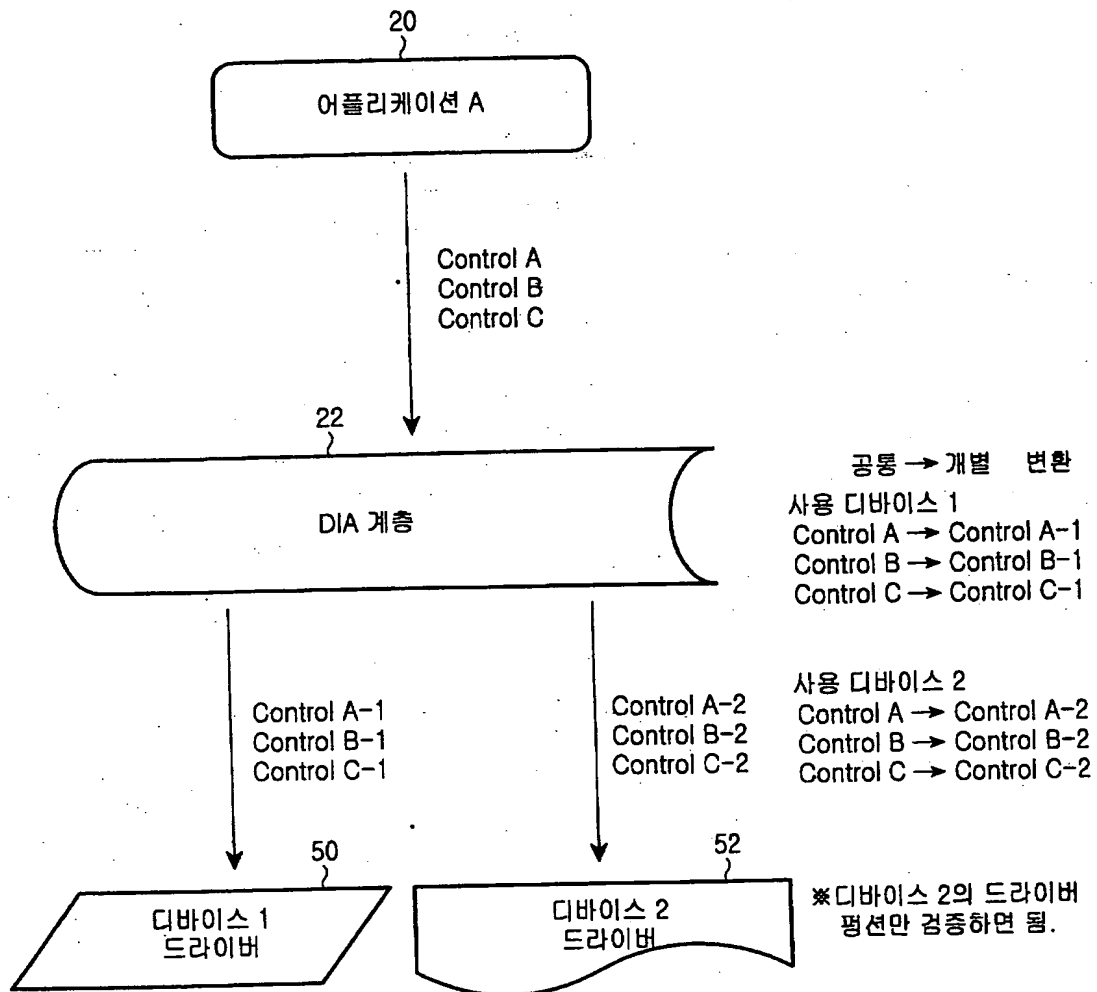 20
어플리케이션 A
Control A
Control B
Control C
22
DIA 계층
공통 → 개별 변환
사용 디바이스 1
Control A → Control A-1
Control B → Control B-1
Control C → Control C-1
Control A-1
Control B-1
Control C-1
Control A-2
Control B-2
Control C-2
사용 디바이스 2
Control A → Control A-2
Control B → Control B-2
Control C → Control C-2
50
디바이스 1
드라이버
52
디바이스 2
드라이버
※디바이스 2의 드라이버
펑션만 검증하면 됨.